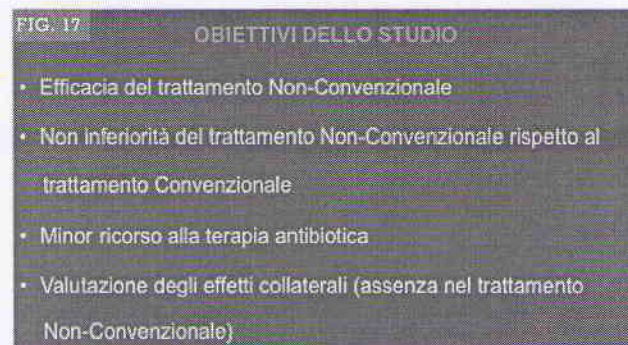 FIG. 17
OBIETTIVI DELLO STUDIO
• Efficacia del trattamento Non-Convenzionale
• Non inferiorità del trattamento Non-Convenzionale rispetto al
trattamento Convenzionale
• Minor ricorso alla terapia antibiotica
• Valutazione degli effetti collaterali (assenza nel trattamento
Non-Convenzionale)